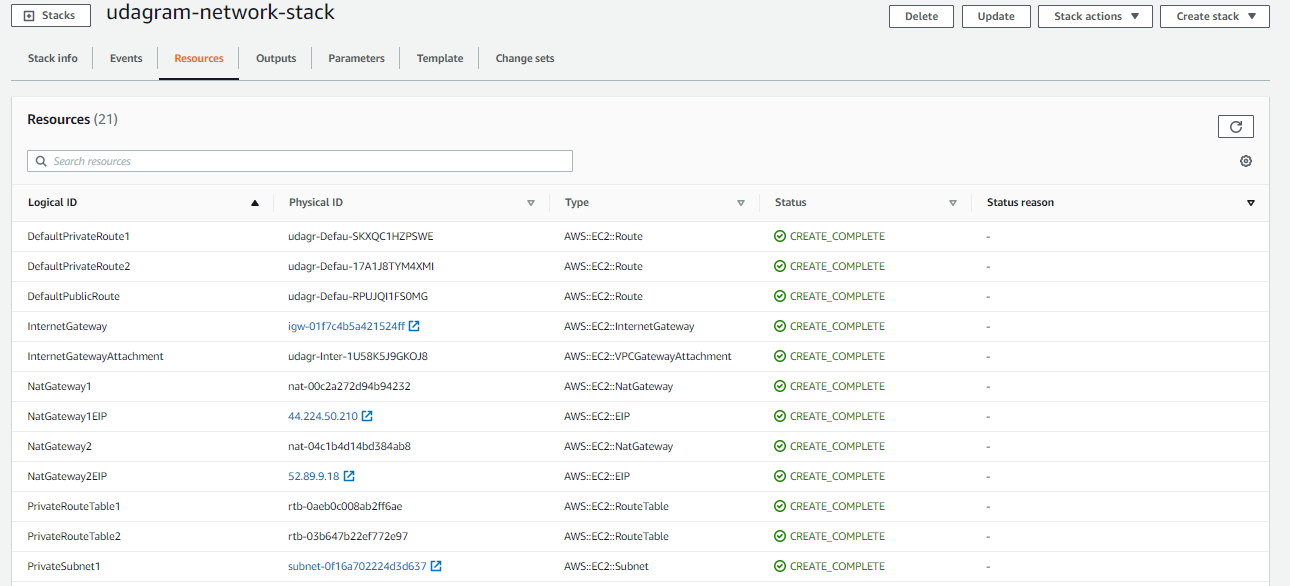 Stacks
udagram-network-stack
Delete Update Stack actions Create stack
Stack info Events Resources Outputs Parameters Template Change sets
Resources (21)
Search resources
Logical ID Physical ID Type Status Status reason
DefaultPrivateRoute1 udagr-Defau-SKXQC1HZPSWE AWS::EC2::Route CREATE_COMPLETE -
DefaultPrivateRoute2 udagr-Defau-17A1J8TYM4XMI AWS::EC2::Route CREATE_COMPLETE -
DefaultPublicRoute udagr-Defau-RPUJQI1FS0MG AWS::EC2::Route CREATE_COMPLETE -
InternetGateway igw-01f7c4b5a421524ff AWS::EC2::InternetGateway CREATE_COMPLETE -
InternetGatewayAttachment udagr-Inter-1U58K5J9GKOJ8 AWS::EC2::VPCGatewayAttachment CREATE_COMPLETE -
NatGateway1 nat-00c2a272d94b94232 AWS::EC2::NatGateway CREATE_COMPLETE -
NatGateway1EIP 44.224.50.210 AWS::EC2::EIP CREATE_COMPLETE -
NatGateway2 nat-04c1b4d14bd384ab8 AWS::EC2::NatGateway CREATE_COMPLETE -
NatGateway2EIP 52.89.9.18 AWS::EC2::EIP CREATE_COMPLETE -
PrivateRouteTable1 rtb-0aeb0c008ab2ff6ae AWS::EC2::RouteTable CREATE_COMPLETE -
PrivateRouteTable2 rtb-03b647b22ef772e97 AWS::EC2::RouteTable CREATE_COMPLETE -
PrivateSubnet1 subnet-0f16a702224d3d637 AWS::EC2::Subnet CREATE_COMPLETE -